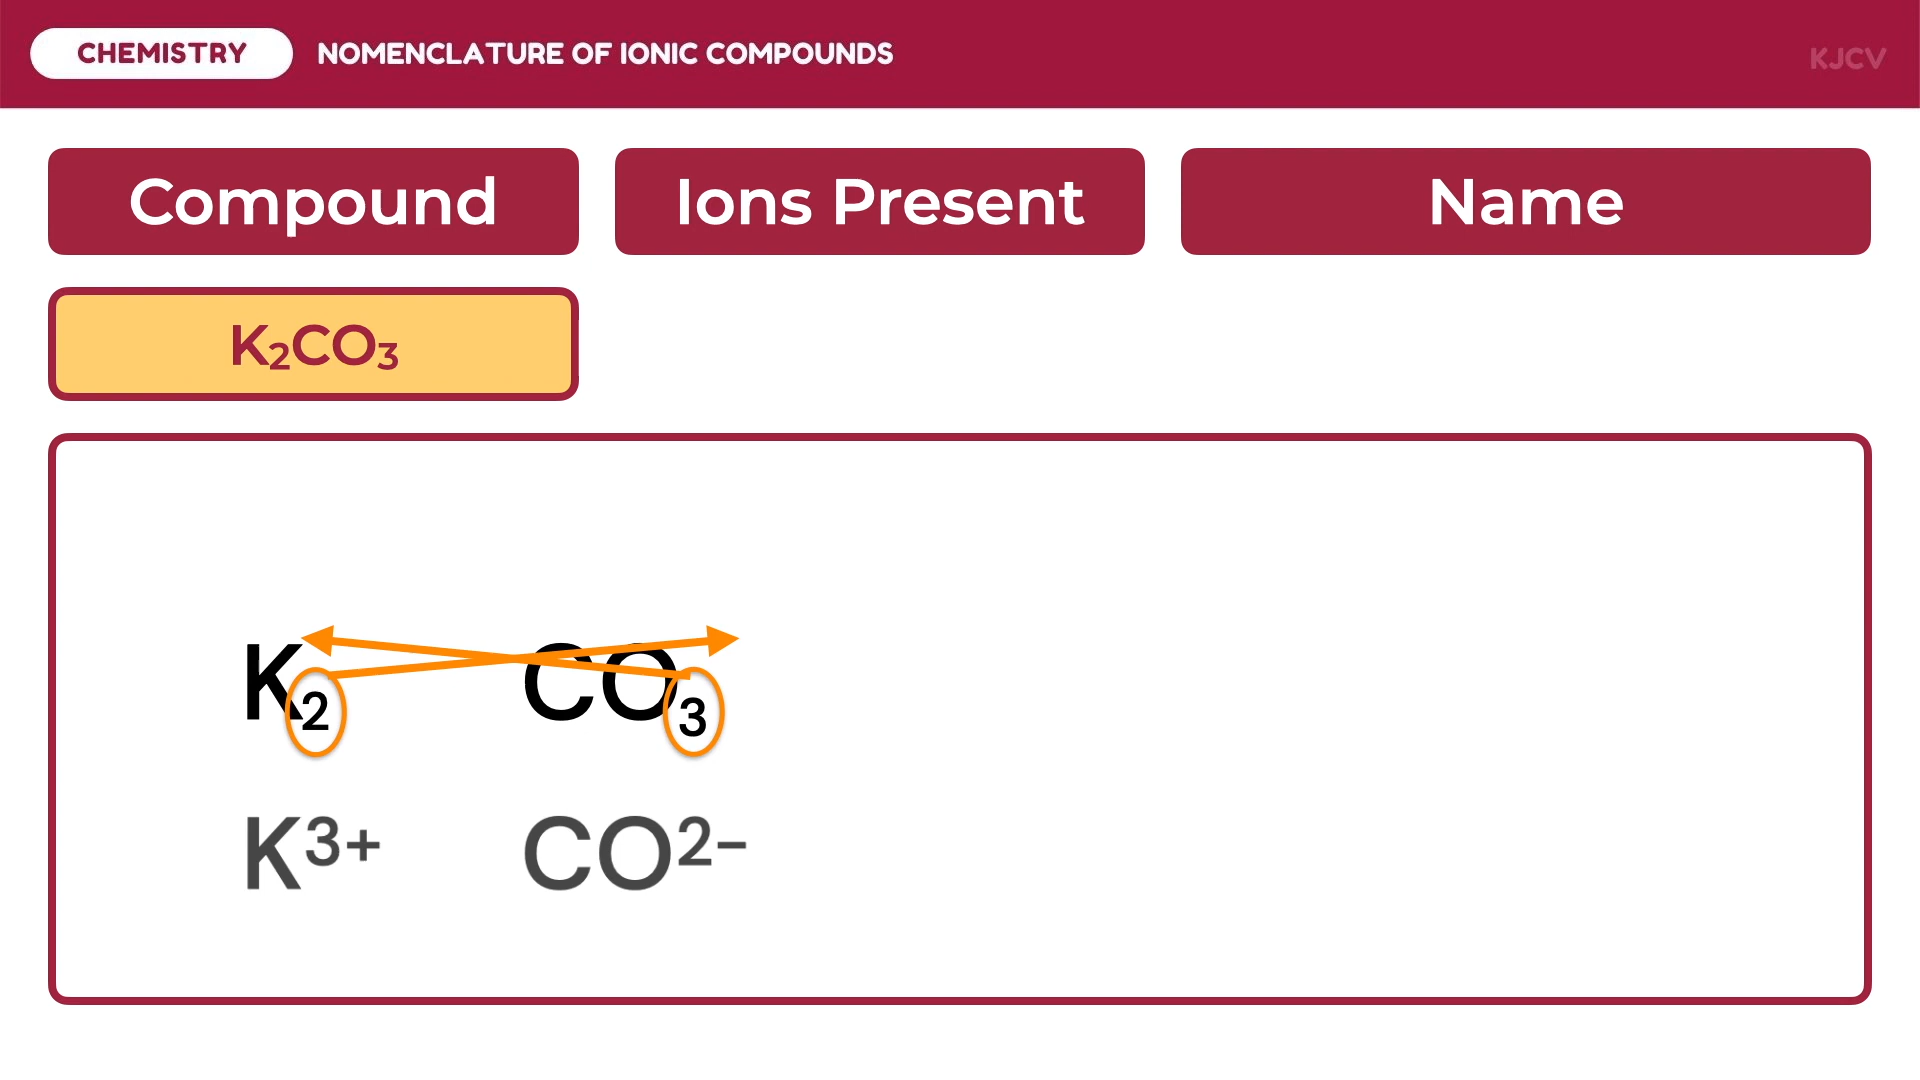 CHEMISTRY NOMENCLATURE OF IONIC COMPOUNDS KJCV
Compound Ions Present Name
K₂CO₃
K₂ CO₃
K³⁺ CO²⁻